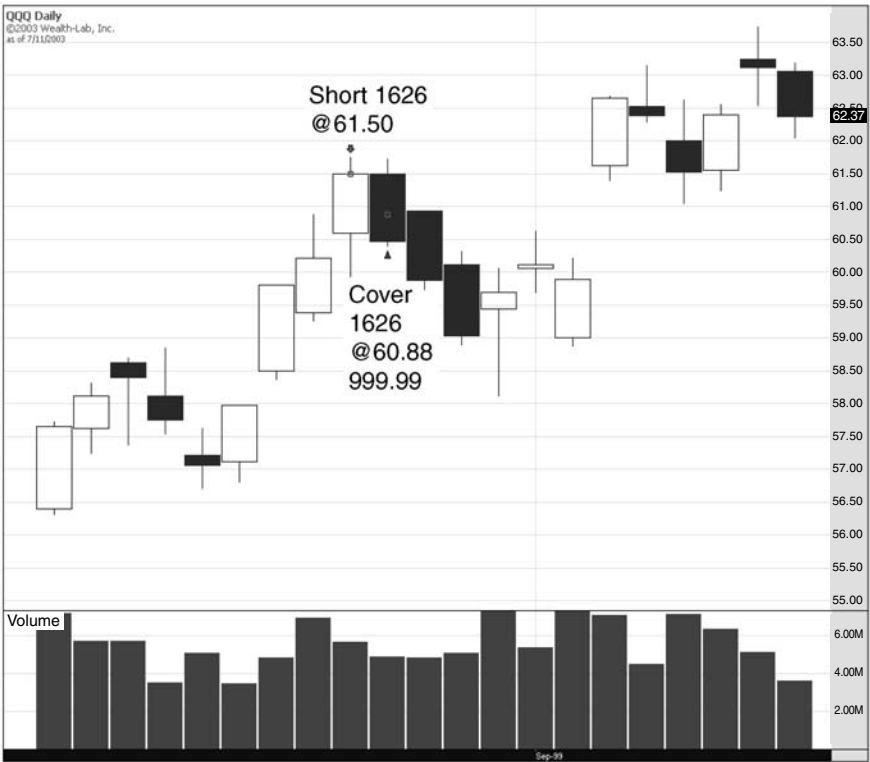 QQQ Daily
©2003 Wealth-Lab, Inc.
as of 7/11/2003
Short 1626
@61.50
Cover
1626
@60.88
999.99
63.50
63.00
62.50
62.37
62.00
61.50
61.00
60.50
60.00
59.50
59.00
58.50
58.00
57.50
57.00
56.50
56.00
55.50
55.00
Volume
6.00M
4.00M
2.00M
Sep-99